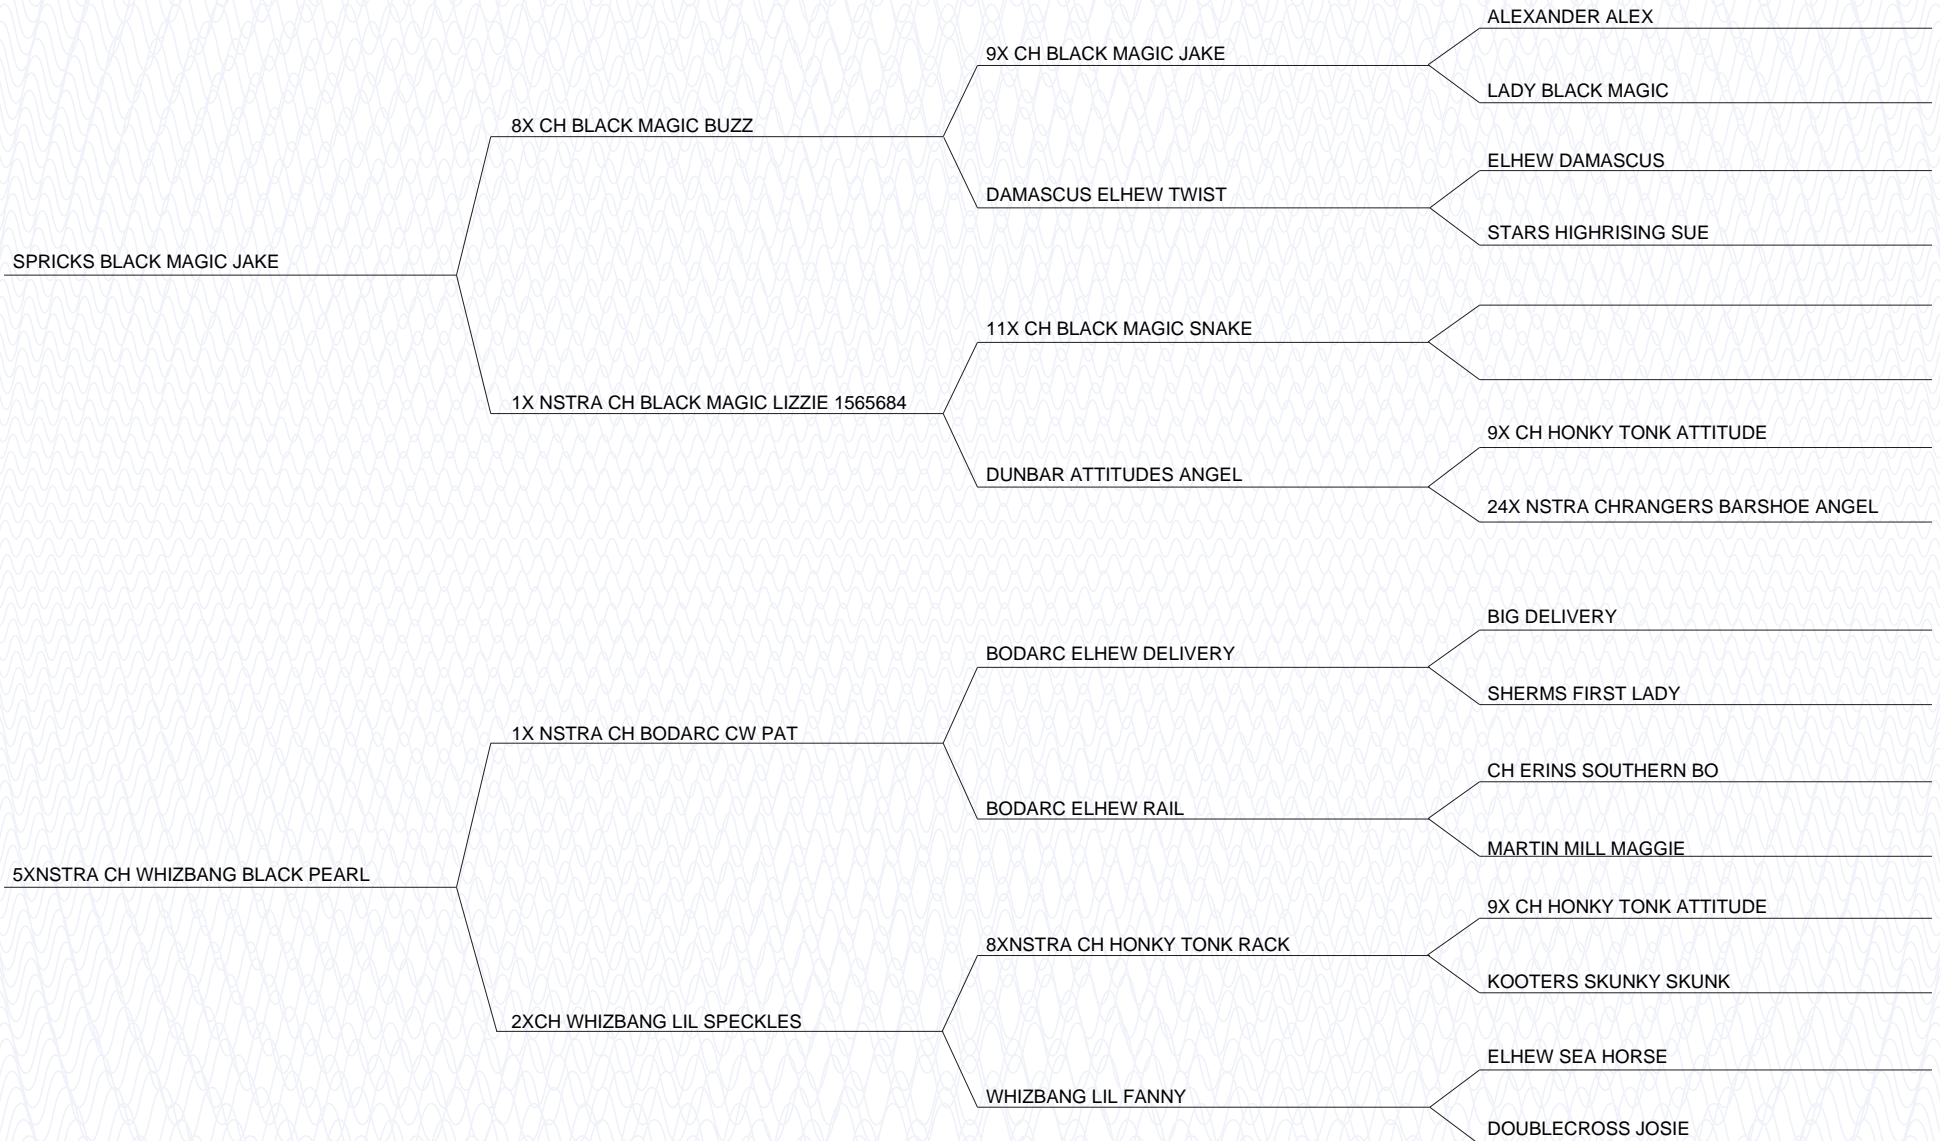 ALEXANDER ALEX
9X CH BLACK MAGIC JAKE
LADY BLACK MAGIC
8X CH BLACK MAGIC BUZZ
ELHEW DAMASCUS
DAMASCUS ELHEW TWIST
STARS HIGHRISING SUE
SPRICKS BLACK MAGIC JAKE
11X CH BLACK MAGIC SNAKE
1X NSTRA CH BLACK MAGIC LIZZIE 1565684
9X CH HONKY TONK ATTITUDE
DUNBAR ATTITUDES ANGEL
24X NSTRA CHRANGERS BARSHOE ANGEL
BIG DELIVERY
BODARC ELHEW DELIVERY
SHERMS FIRST LADY
1X NSTRA CH BODARC CW PAT
CH ERINS SOUTHERN BO
BODARC ELHEW RAIL
MARTIN MILL MAGGIE
5XNSTRA CH WHIZBANG BLACK PEARL
9X CH HONKY TONK ATTITUDE
8XNSTRA CH HONKY TONK RACK
KOOTERS SKUNKY SKUNK
2XCH WHIZBANG LIL SPECKLES
ELHEW SEA HORSE
WHIZBANG LIL FANNY
DOUBLECROSS JOSIE